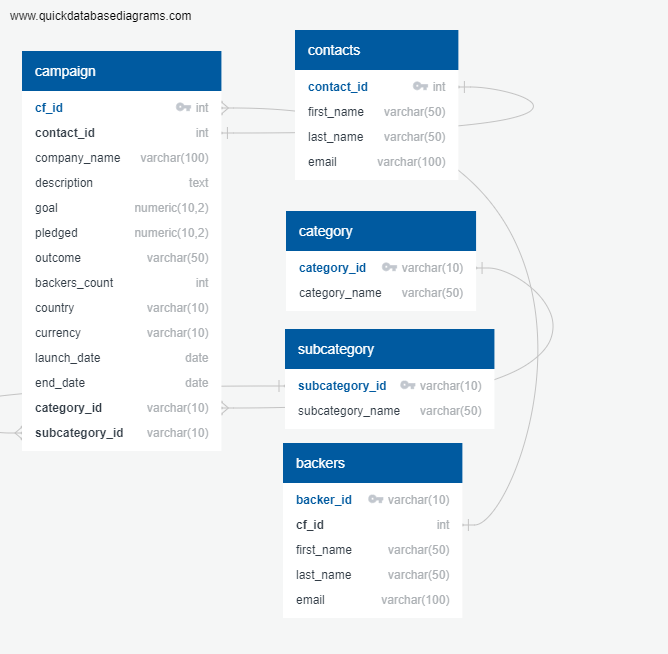 www.quickdatabasediagrams.com
campaign
cf_id int
contact_id int
company_name varchar(100)
description text
goal numeric(10,2)
pledged numeric(10,2)
outcome varchar(50)
backers_count int
country varchar(10)
currency varchar(10)
launch_date date
end_date date
category_id varchar(10)
subcategory_id varchar(10)
contacts
contact_id int
first_name varchar(50)
last_name varchar(50)
email varchar(100)
category
category_id varchar(10)
category_name varchar(50)
subcategory
subcategory_id varchar(10)
subcategory_name varchar(50)
backers
backer_id varchar(10)
cf_id int
first_name varchar(50)
last_name varchar(50)
email varchar(100)